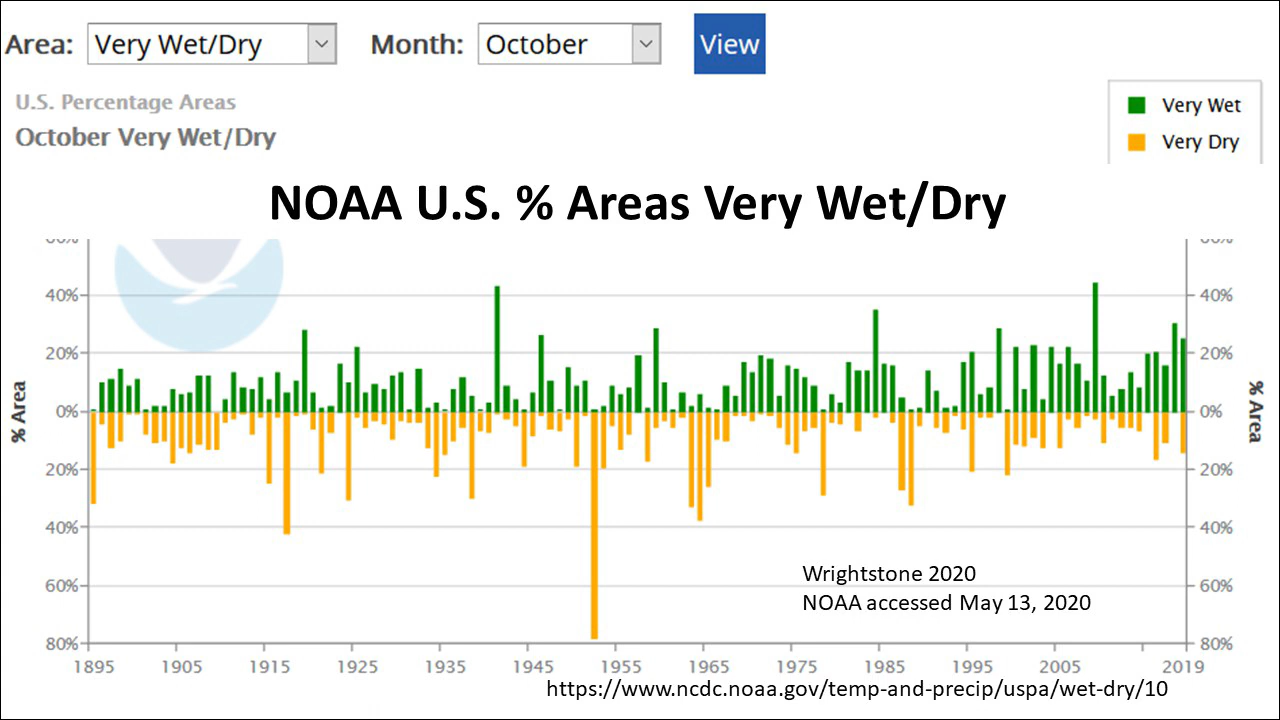 Area: Very Wet/Dry Month: October View
U.S. Percentage Areas
October Very Wet/Dry
Very Wet
Very Dry
NOAA U.S. % Areas Very Wet/Dry
60% 60%
40% 40%
20% 20%
0% 0%
20% 20%
40% 40%
60% 60%
80% 80%
% Area
% Area
Wrightstone 2020
NOAA accessed May 13, 2020
1895 1905 1915 1925 1935 1945 1955 1965 1975 1985 1995 2005 2019
https://www.ncdc.noaa.gov/temp-and-precip/uspa/wet-dry/10